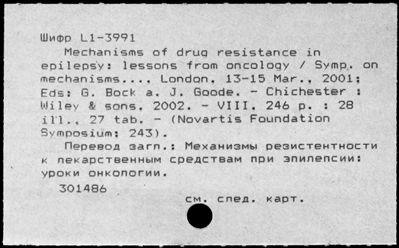 Шифр L1-3991
Mechanisms of drug resistance in
epilepsy: lessons from oncology / Symp. on
mechanisms..., London, 13-15 Mar., 2001;
Eds: G. Bock a. J. Goode. - Chichester :
Wiley & sons, 2002. - VIII, 246 p. : 28
ill., 27 tab. - (Novartis Foundation
Symposium; 243).
Перевод загл.: Механизмы резистентности
к лекарственным средствам при эпилепсии:
уроки онкологии.
301486
см. след. карт.